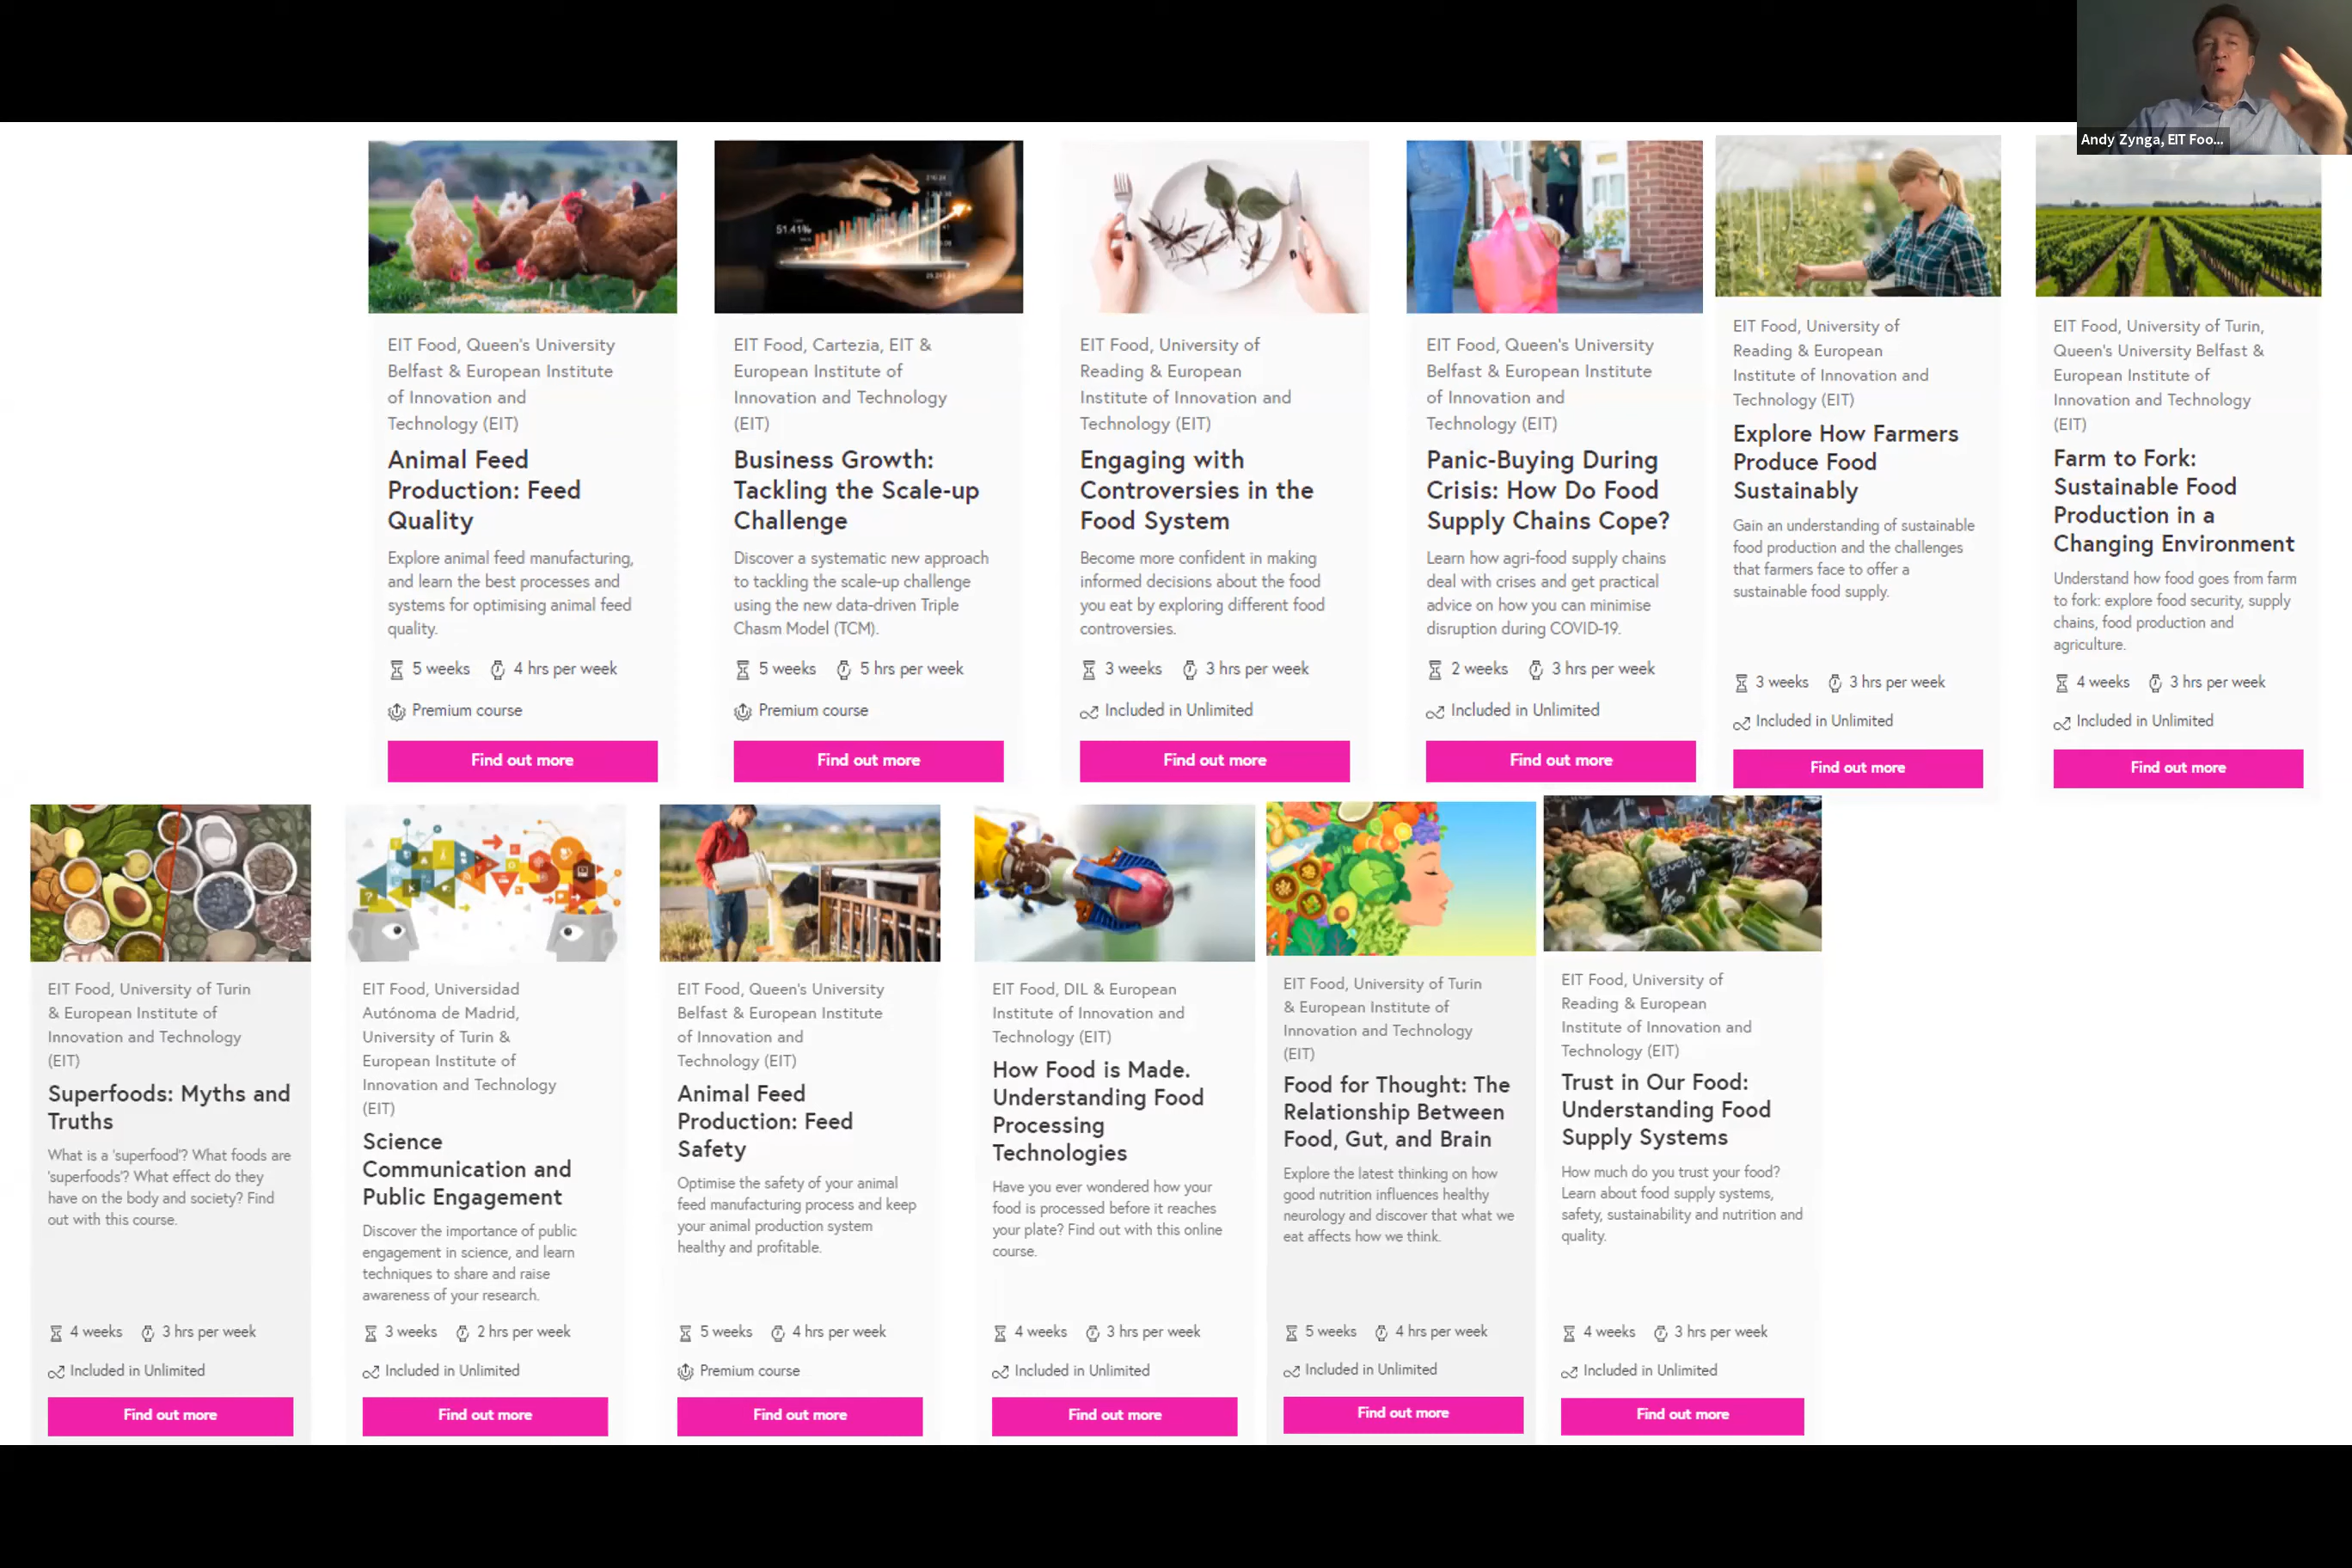 Andy Zynga, EIT Foo...
51.41%
EIT Food, Queen's University
Belfast & European Institute
of Innovation and
Technology (EIT)
Animal Feed
Production: Feed
Quality
Explore animal feed manufacturing,
and learn the best processes and
systems for optimising animal feed
quality.
5 weeks 4 hrs per week
Premium course
Find out more
EIT Food, Cartezia, EIT &
European Institute of
Innovation and Technology
(EIT)
Business Growth:
Tackling the Scale-up
Challenge
Discover a systematic new approach
to tackling the scale-up challenge
using the new data-driven Triple
Chasm Model (TCM).
5 weeks 5 hrs per week
Premium course
Find out more
EIT Food, University of
Reading & European
Institute of Innovation and
Technology (EIT)
Engaging with
Controversies in the
Food System
Become more confident in making
informed decisions about the food
you eat by exploring different food
controversies.
3 weeks 3 hrs per week
Included in Unlimited
Find out more
EIT Food, Queen's University
Belfast & European Institute
of Innovation and
Technology (EIT)
Panic-Buying During
Crisis: How Do Food
Supply Chains Cope?
Learn how agri-food supply chains
deal with crises and get practical
advice on how you can minimise
disruption during COVID-19.
2 weeks 3 hrs per week
Included in Unlimited
Find out more
EIT Food, University of
Reading & European
Institute of Innovation and
Technology (EIT)
Explore How Farmers
Produce Food
Sustainably
Gain an understanding of sustainable
food production and the challenges
that farmers face to offer a
sustainable food supply.
3 weeks 3 hrs per week
Included in Unlimited
Find out more
EIT Food, University of Turin,
Queen's University Belfast &
European Institute of
Innovation and Technology
(EIT)
Farm to Fork:
Sustainable Food
Production in a
Changing Environment
Understand how food goes from farm
to fork: explore food security, supply
chains, food production and
agriculture.
4 weeks 3 hrs per week
Included in Unlimited
Find out more
EIT Food, University of Turin
& European Institute of
Innovation and Technology
(EIT)
Superfoods: Myths and
Truths
What is a 'superfood'? What foods are
'superfoods'? What effect do they
have on the body and society? Find
out with this course.
4 weeks 3 hrs per week
Included in Unlimited
Find out more
EIT Food, Universidad
Autónoma de Madrid,
University of Turin &
European Institute of
Innovation and Technology
(EIT)
Science
Communication and
Public Engagement
Discover the importance of public
engagement in science, and learn
techniques to share and raise
awareness of your research.
3 weeks 2 hrs per week
Included in Unlimited
Find out more
EIT Food, Queen's University
Belfast & European Institute
of Innovation and
Technology (EIT)
Animal Feed
Production: Feed
Safety
Optimise the safety of your animal
feed manufacturing process and keep
your animal production system
healthy and profitable.
5 weeks 4 hrs per week
Premium course
Find out more
EIT Food, DIL & European
Institute of Innovation and
Technology (EIT)
How Food is Made.
Understanding Food
Processing
Technologies
Have you ever wondered how your
food is processed before it reaches
your plate? Find out with this online
course.
4 weeks 3 hrs per week
Included in Unlimited
Find out more
EIT Food, University of Turin
& European Institute of
Innovation and Technology
(EIT)
Food for Thought: The
Relationship Between
Food, Gut, and Brain
Explore the latest thinking on how
good nutrition influences healthy
neurology and discover that what we
eat affects how we think.
5 weeks 4 hrs per week
Included in Unlimited
Find out more
EIT Food, University of
Reading & European
Institute of Innovation and
Technology (EIT)
Trust in Our Food:
Understanding Food
Supply Systems
How much do you trust your food?
Learn about food supply systems,
safety, sustainability and nutrition and
quality.
4 weeks 3 hrs per week
Included in Unlimited
Find out more